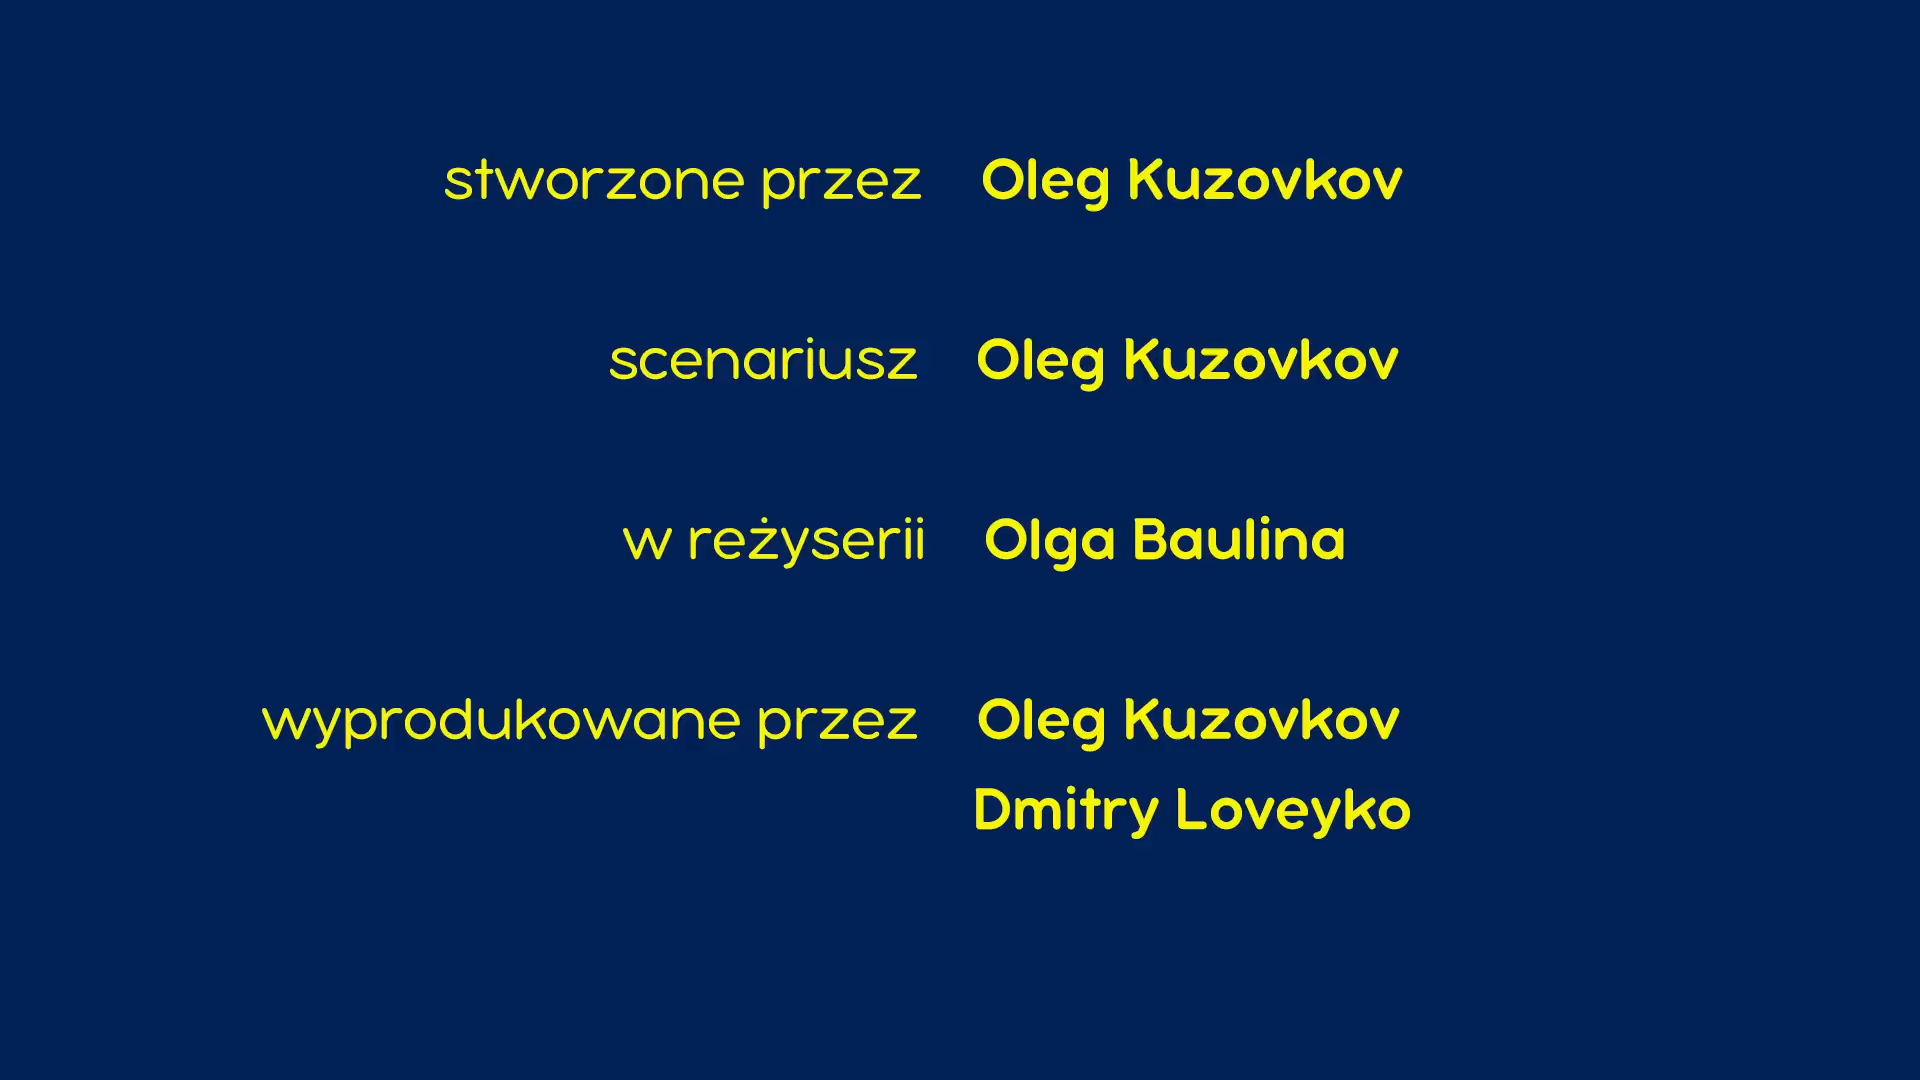 stworzone przez Oleg Kuzovkov
scenariusz Oleg Kuzovkov
w reżyserii Olga Baulina
wyprodukowane przez Oleg Kuzovkov
Dmitry Loveyko